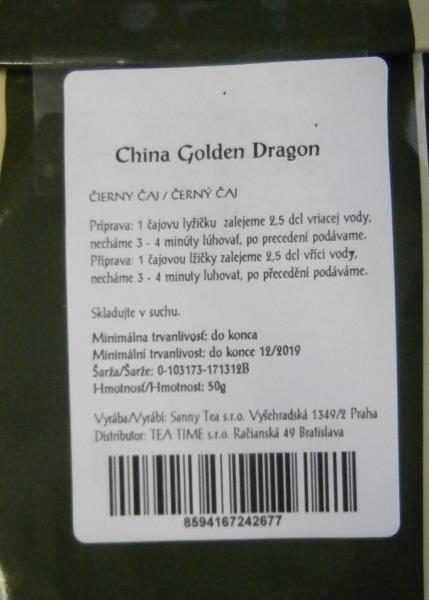 China Golden Dragon
ČIERNY ČAJ / ČERNÝ ČAJ
Príprava: 1 čajovu lyžičku zalejeme 2,5 dcl vriacej vody,
necháme 3 - 4 minúty lúhovať, po precedení podávame.
Příprava: 1 čajovou lžičky zalejeme 2,5 dl vřící vody,
necháme 3 - 4 minuty luhovat, po přecedění podáváme.
Skladujte v suchu.
Minimálna trvanlivosť: do konca
Minimální trvanlivost: do konce 12/2019
Šarža/Šarže: 0-103173-171312B
Hmotnosť/Hmotnost: 50g
Vyrába/Vyrábí: Sanny Tea s.r.o. Vyšehradská 1349/2 Praha
Distributor: TEA TIME s.r.o. Račianská 49 Bratislava
8594167242677